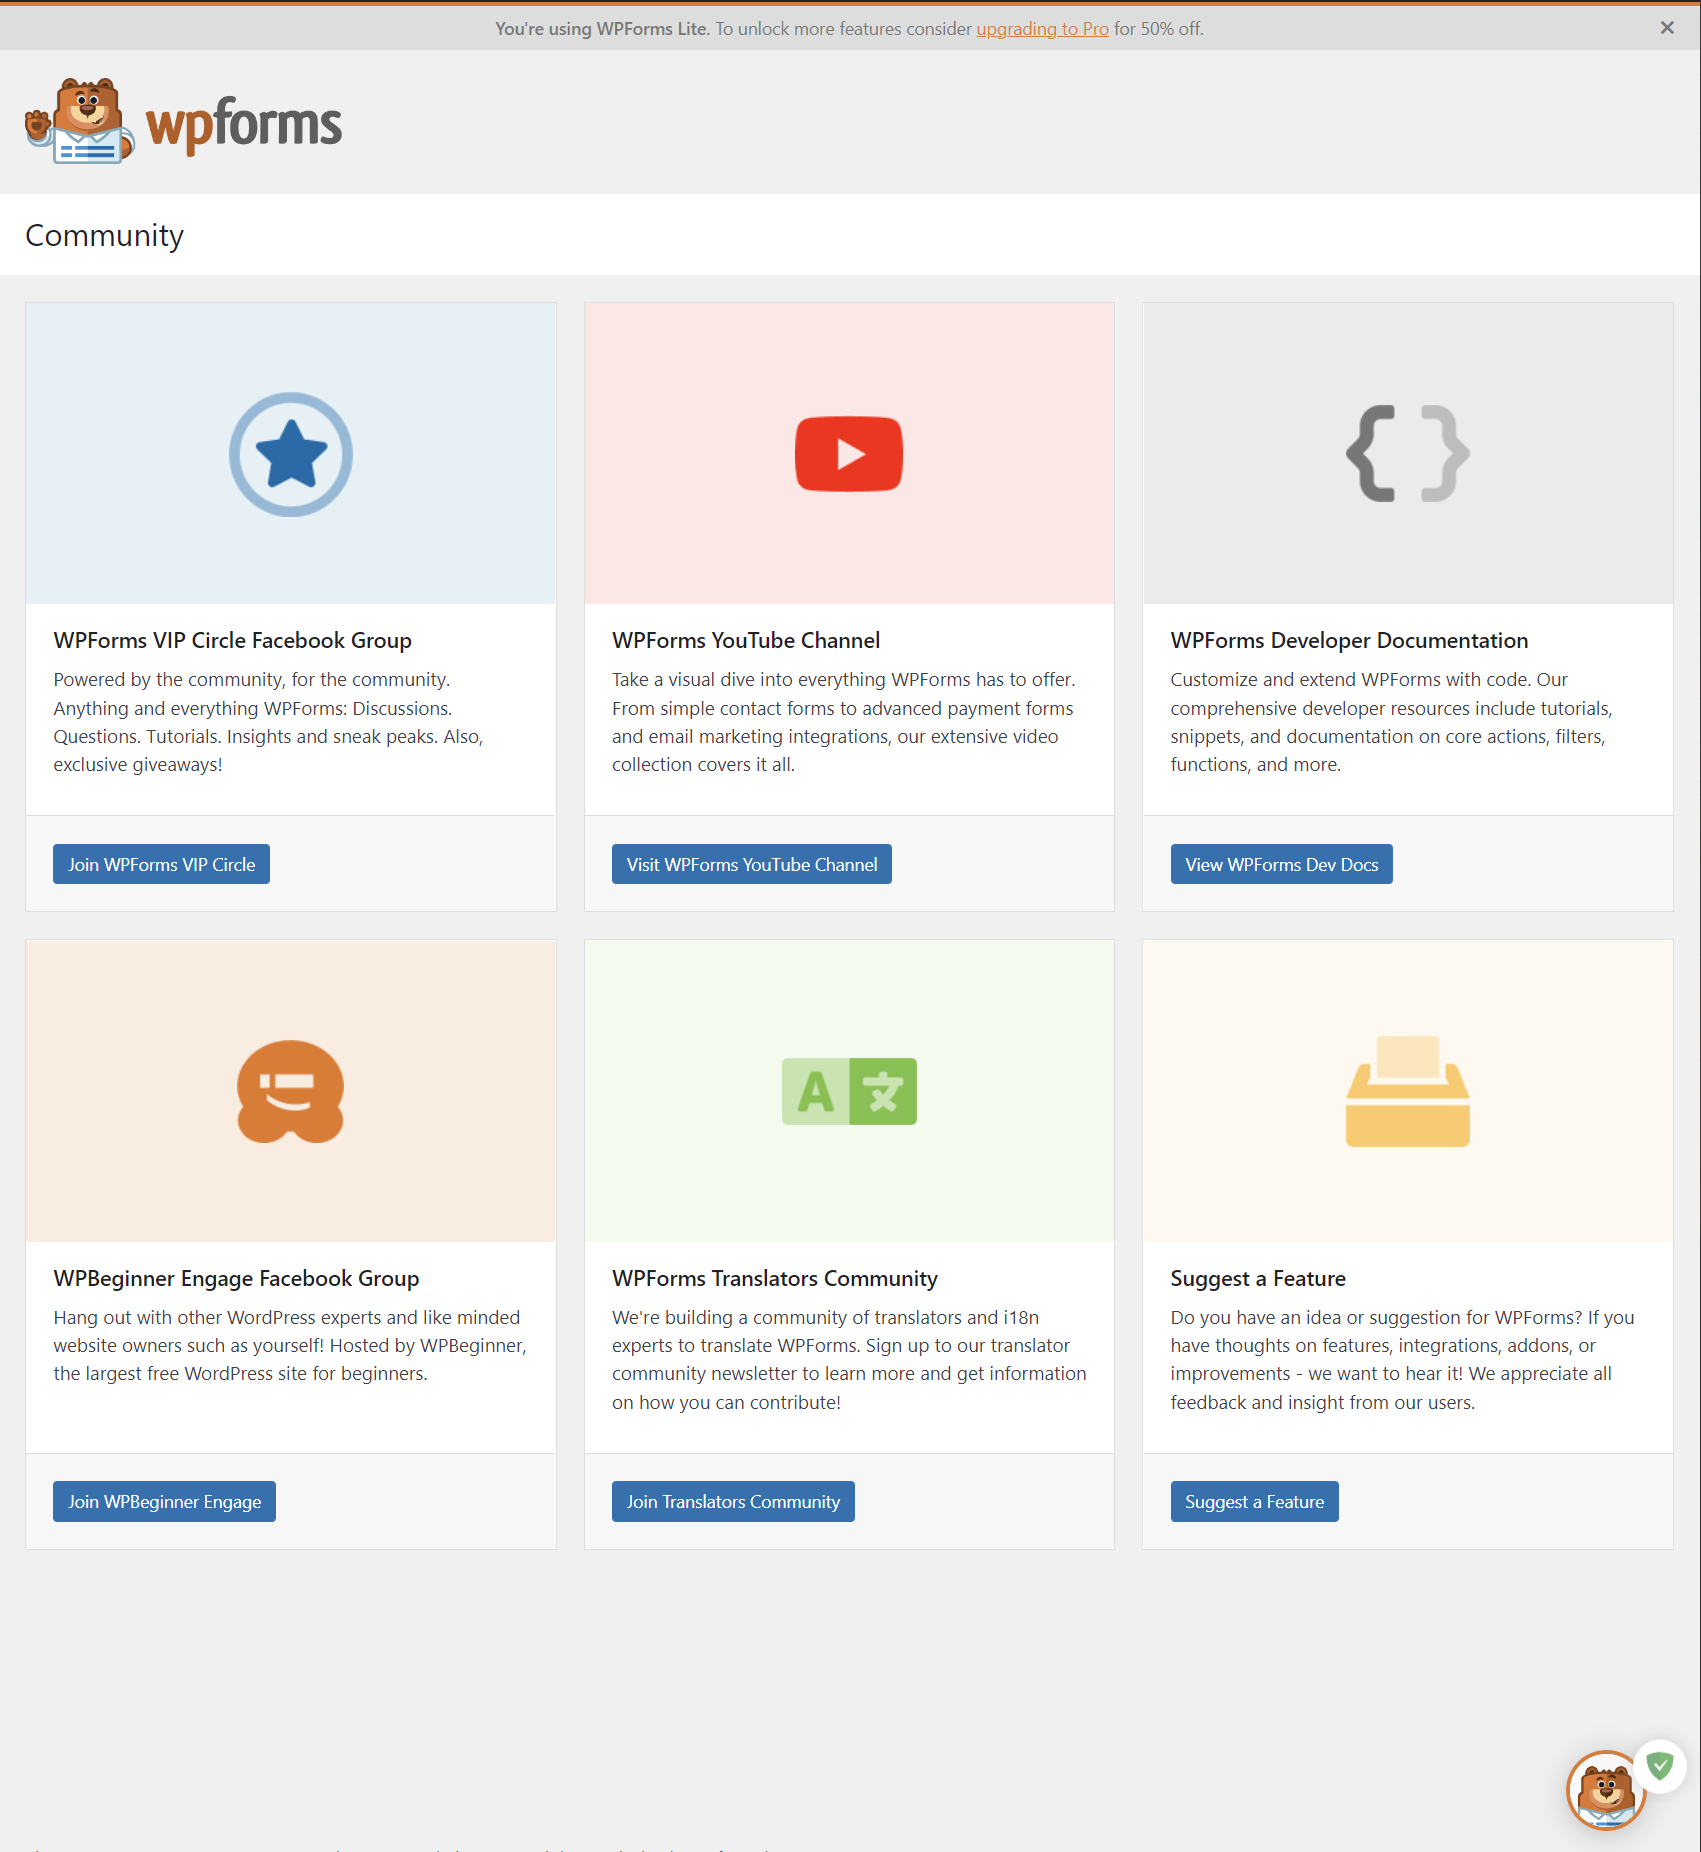 You're using WPForms Lite. To unlock more features consider upgrading to Pro for 50% off.
wpforms
Community
WPForms VIP Circle Facebook Group
Powered by the community, for the community.
Anything and everything WPForms: Discussions.
Questions. Tutorials. Insights and sneak peaks. Also,
exclusive giveaways!
Join WPForms VIP Circle
WPForms YouTube Channel
Take a visual dive into everything WPForms has to offer.
From simple contact forms to advanced payment forms
and email marketing integrations, our extensive video
collection covers it all.
Visit WPForms YouTube Channel
WPForms Developer Documentation
Customize and extend WPForms with code. Our
comprehensive developer resources include tutorials,
snippets, and documentation on core actions, filters,
functions, and more.
View WPForms Dev Docs
WPBeginner Engage Facebook Group
Hang out with other WordPress experts and like minded
website owners such as yourself! Hosted by WPBeginner,
the largest free WordPress site for beginners.
Join WPBeginner Engage
A 文
WPForms Translators Community
We're building a community of translators and i18n
experts to translate WPForms. Sign up to our translator
community newsletter to learn more and get information
on how you can contribute!
Join Translators Community
Suggest a Feature
Do you have an idea or suggestion for WPForms? If you
have thoughts on features, integrations, addons, or
improvements - we want to hear it! We appreciate all
feedback and insight from our users.
Suggest a Feature